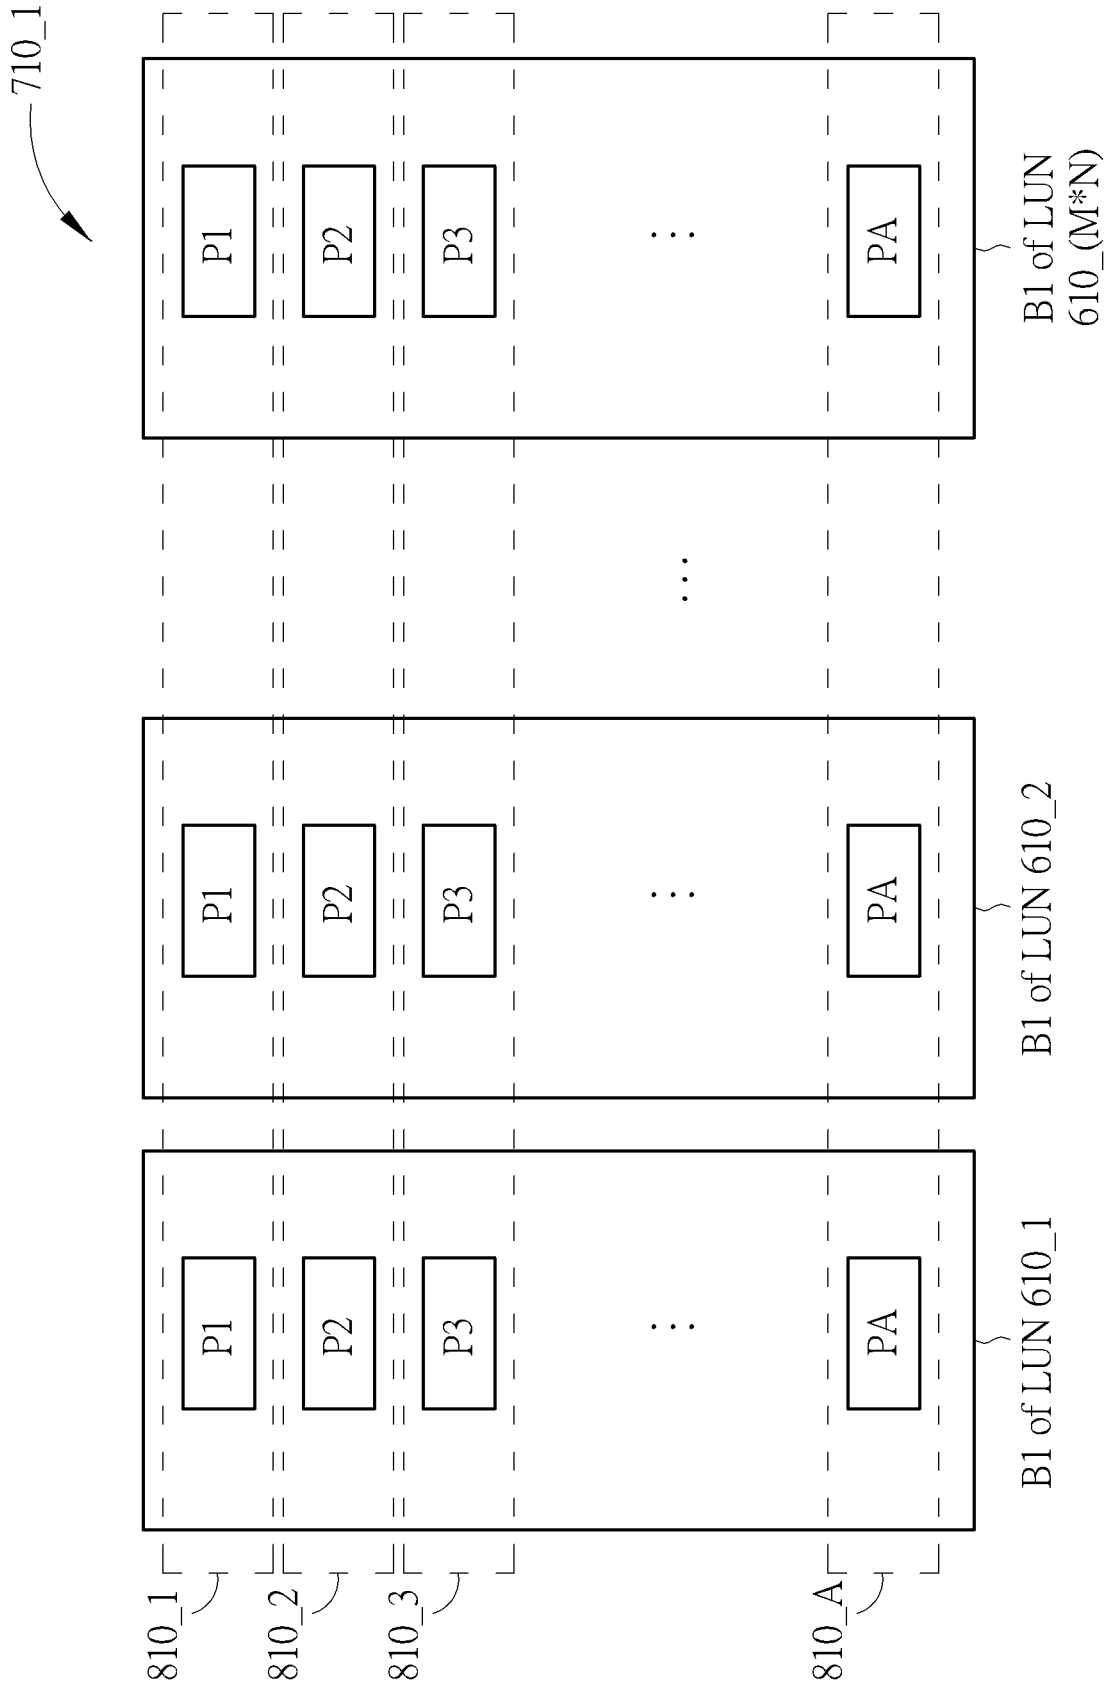 710_1
810_1
P1
P1
P1
810_2
P2
P2
P2
810_3
P3
P3
P3
...
...
...
...
810_A
PA
PA
PA
B1 of LUN 610_1
B1 of LUN 610_2
B1 of LUN
610_(M*N)